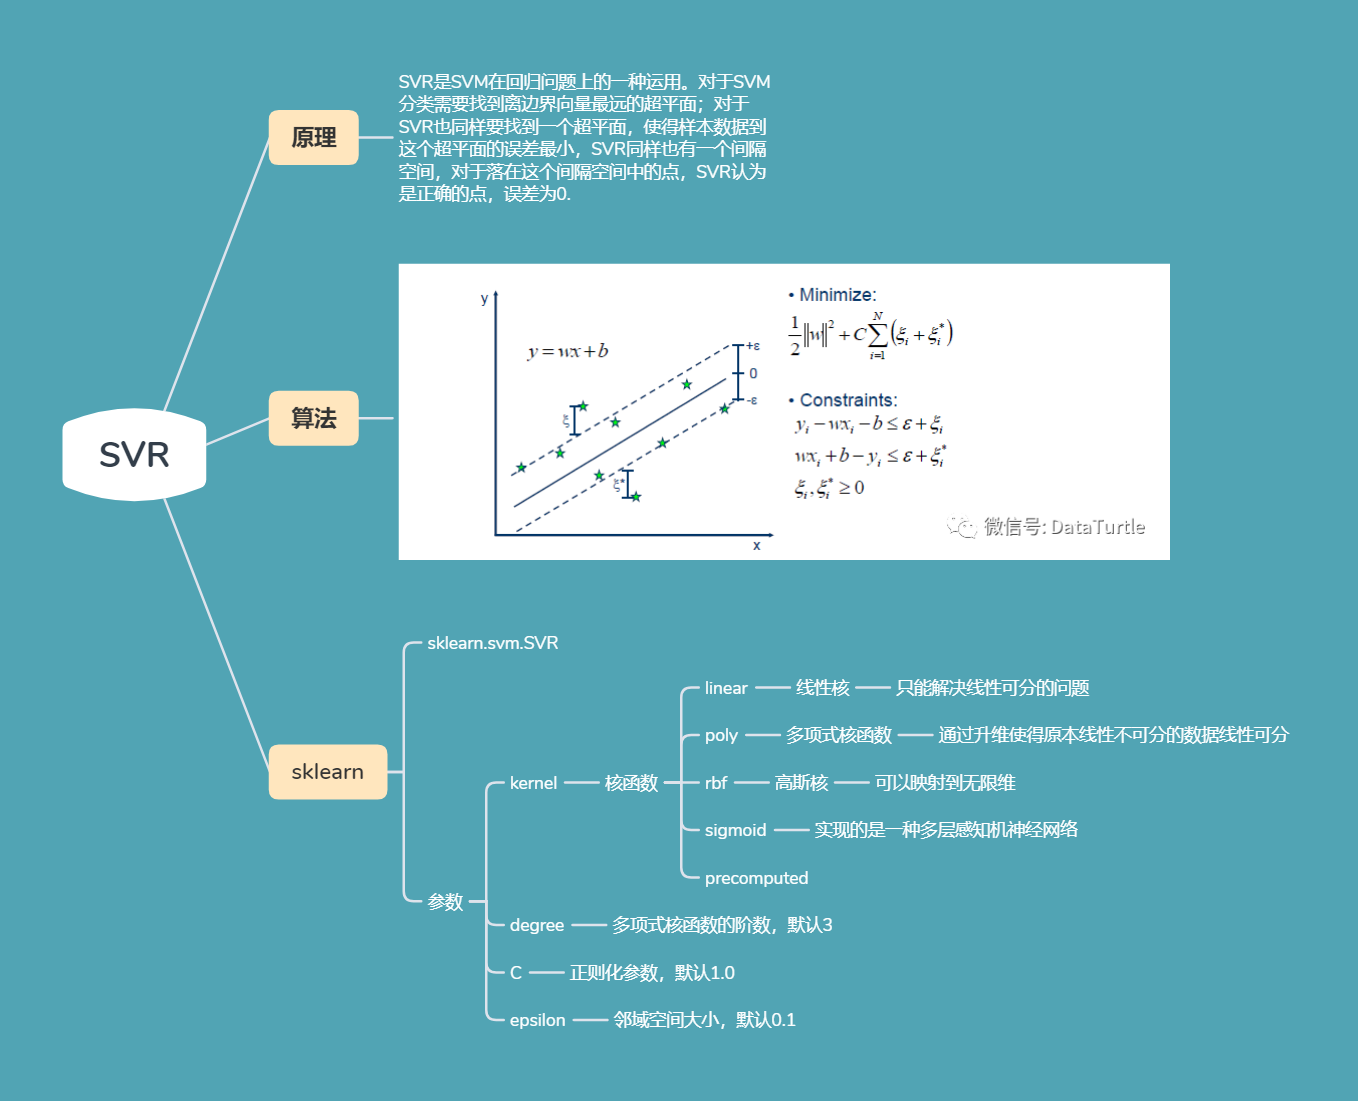 SVR
原理
SVR是SVM在回归问题上的一种运用。对于SVM
分类需要找到离边界向量最远的超平面；对于
SVR也同样要找到一个超平面，使得样本数据到
这个超平面的误差最小，SVR同样也有一个间隔
空间，对于落在这个间隔空间中的点，SVR认为
是正确的点，误差为0.
算法
y
y = wx + b
+ε
0
-ε
ξ
ξ*
x
• Minimize:
1/2 ||w||² + C ∑_{i=1}^{N} (ξ_i + ξ_i^*)
• Constraints:
y_i − wx_i − b ≤ ε + ξ_i
wx_i + b − y_i ≤ ε + ξ_i^*
ξ_i, ξ_i^* ≥ 0
微信号: DataTurtle
sklearn
sklearn.svm.SVR
参数
kernel
核函数
linear 线性核 只能解决线性可分的问题
poly 多项式核函数 通过升维使得原本线性不可分的数据线性可分
rbf 高斯核 可以映射到无限维
sigmoid 实现的是一种多层感知机神经网络
precomputed
degree 多项式核函数的阶数，默认3
C 正则化参数，默认1.0
epsilon 邻域空间大小，默认0.1